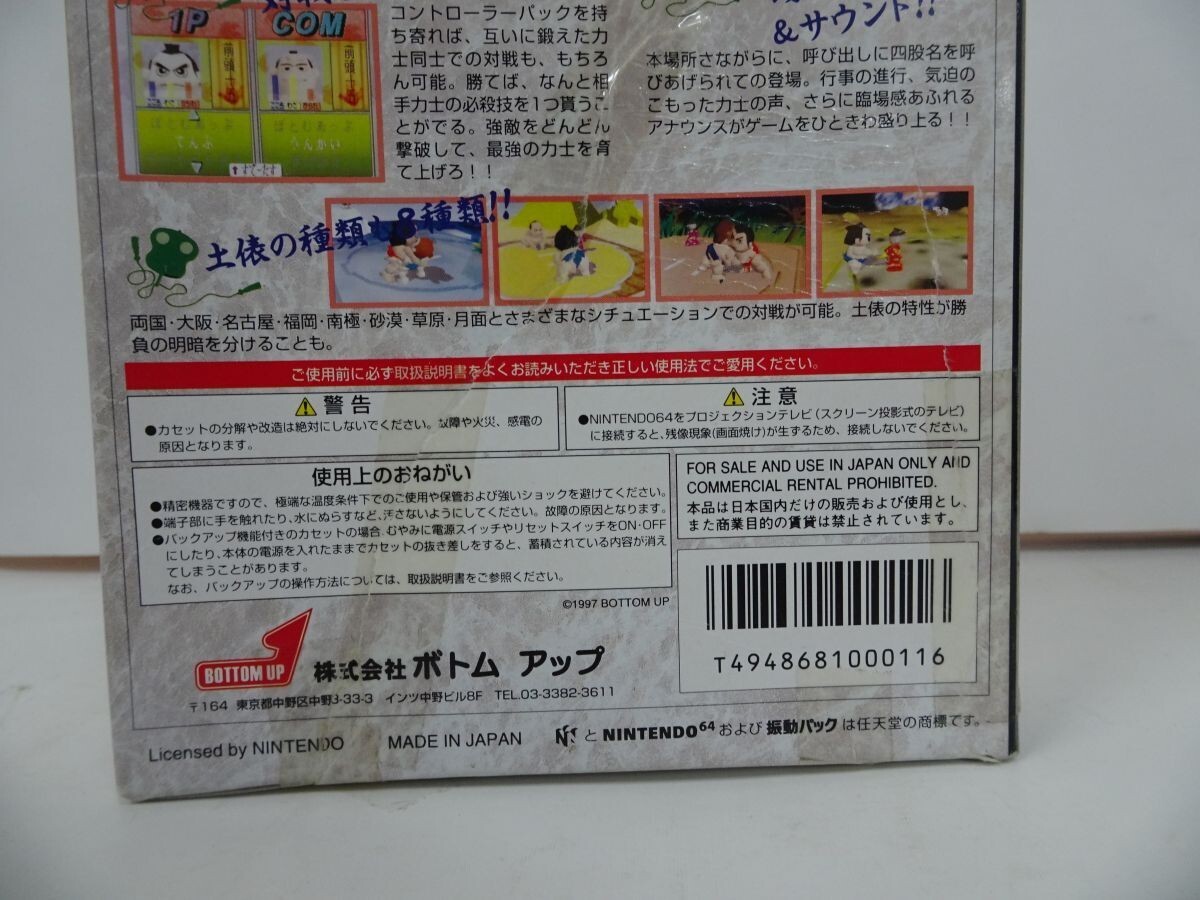 1P
COM
コントローラーパックを持
ち寄れば、互いに鍛えた力
士同士での対戦も、もちろ
ん可能。勝てば、なんと相
手力士の必殺技を1つ貰うこ
とがでる。強敵をどんどん
撃破して、最強の力士を育
て上げろ!!
&サウンド!!
本場所さながらに、呼び出しに四股名を呼
びあげられての登場。行事の進行、気迫の
こもった力士の声、さらに臨場感あふれる
アナウンスがゲームをひときわ盛り上る!!
土俵の種類も8種類!!
両国・大阪・名古屋・福岡・南極・砂漠・草原・月面とさまざまなシチュエーションでの対戦が可能。土俵の特性が勝
負の明暗を分けることも。
ご使用前に必ず取扱説明書をよくお読みいただき正しい使用法でご愛用ください。
警告
●カセットの分解や改造は絶対にしないでください。故障や火災、感電の
原因となります。
注意
●NINTENDO64をプロジェクションテレビ(スクリーン投影式のテレビ)
に接続すると、残像現象(画面焼け)が生ずるため、接続しないでください。
使用上のおねがい
●精密機器ですので、極端な温度条件下でのご使用や保管および強いショックを避けてください。
●端子部に手を触れたり、水にぬらすなど、汚さないようにしてください。故障の原因となります。
●バックアップ機能付きのカセットの場合、むやみに電源スイッチやリセットスイッチをON・OFF
にしたり、本体の電源を入れたままでカセットの抜き差しをすると、蓄積されている内容が消え
てしまうことがあります。
なお、バックアップの操作方法については、取扱説明書をご参照ください。
FOR SALE AND USE IN JAPAN ONLY AND
COMMERCIAL RENTAL PROHIBITED.
本品は日本国内だけの販売および使用とし、
また商業目的の賃貸は禁止されています。
©1997 BOTTOM UP
T4948681000116
BOTTOM UP
株式会社 ボトム アップ
〒164 東京都中野区中野3-33-3 インツ中野ビル8F TEL.03-3382-3611
Licensed by NINTENDO MADE IN JAPAN と NINTENDO64 および 振動パック は任天堂の商標です。